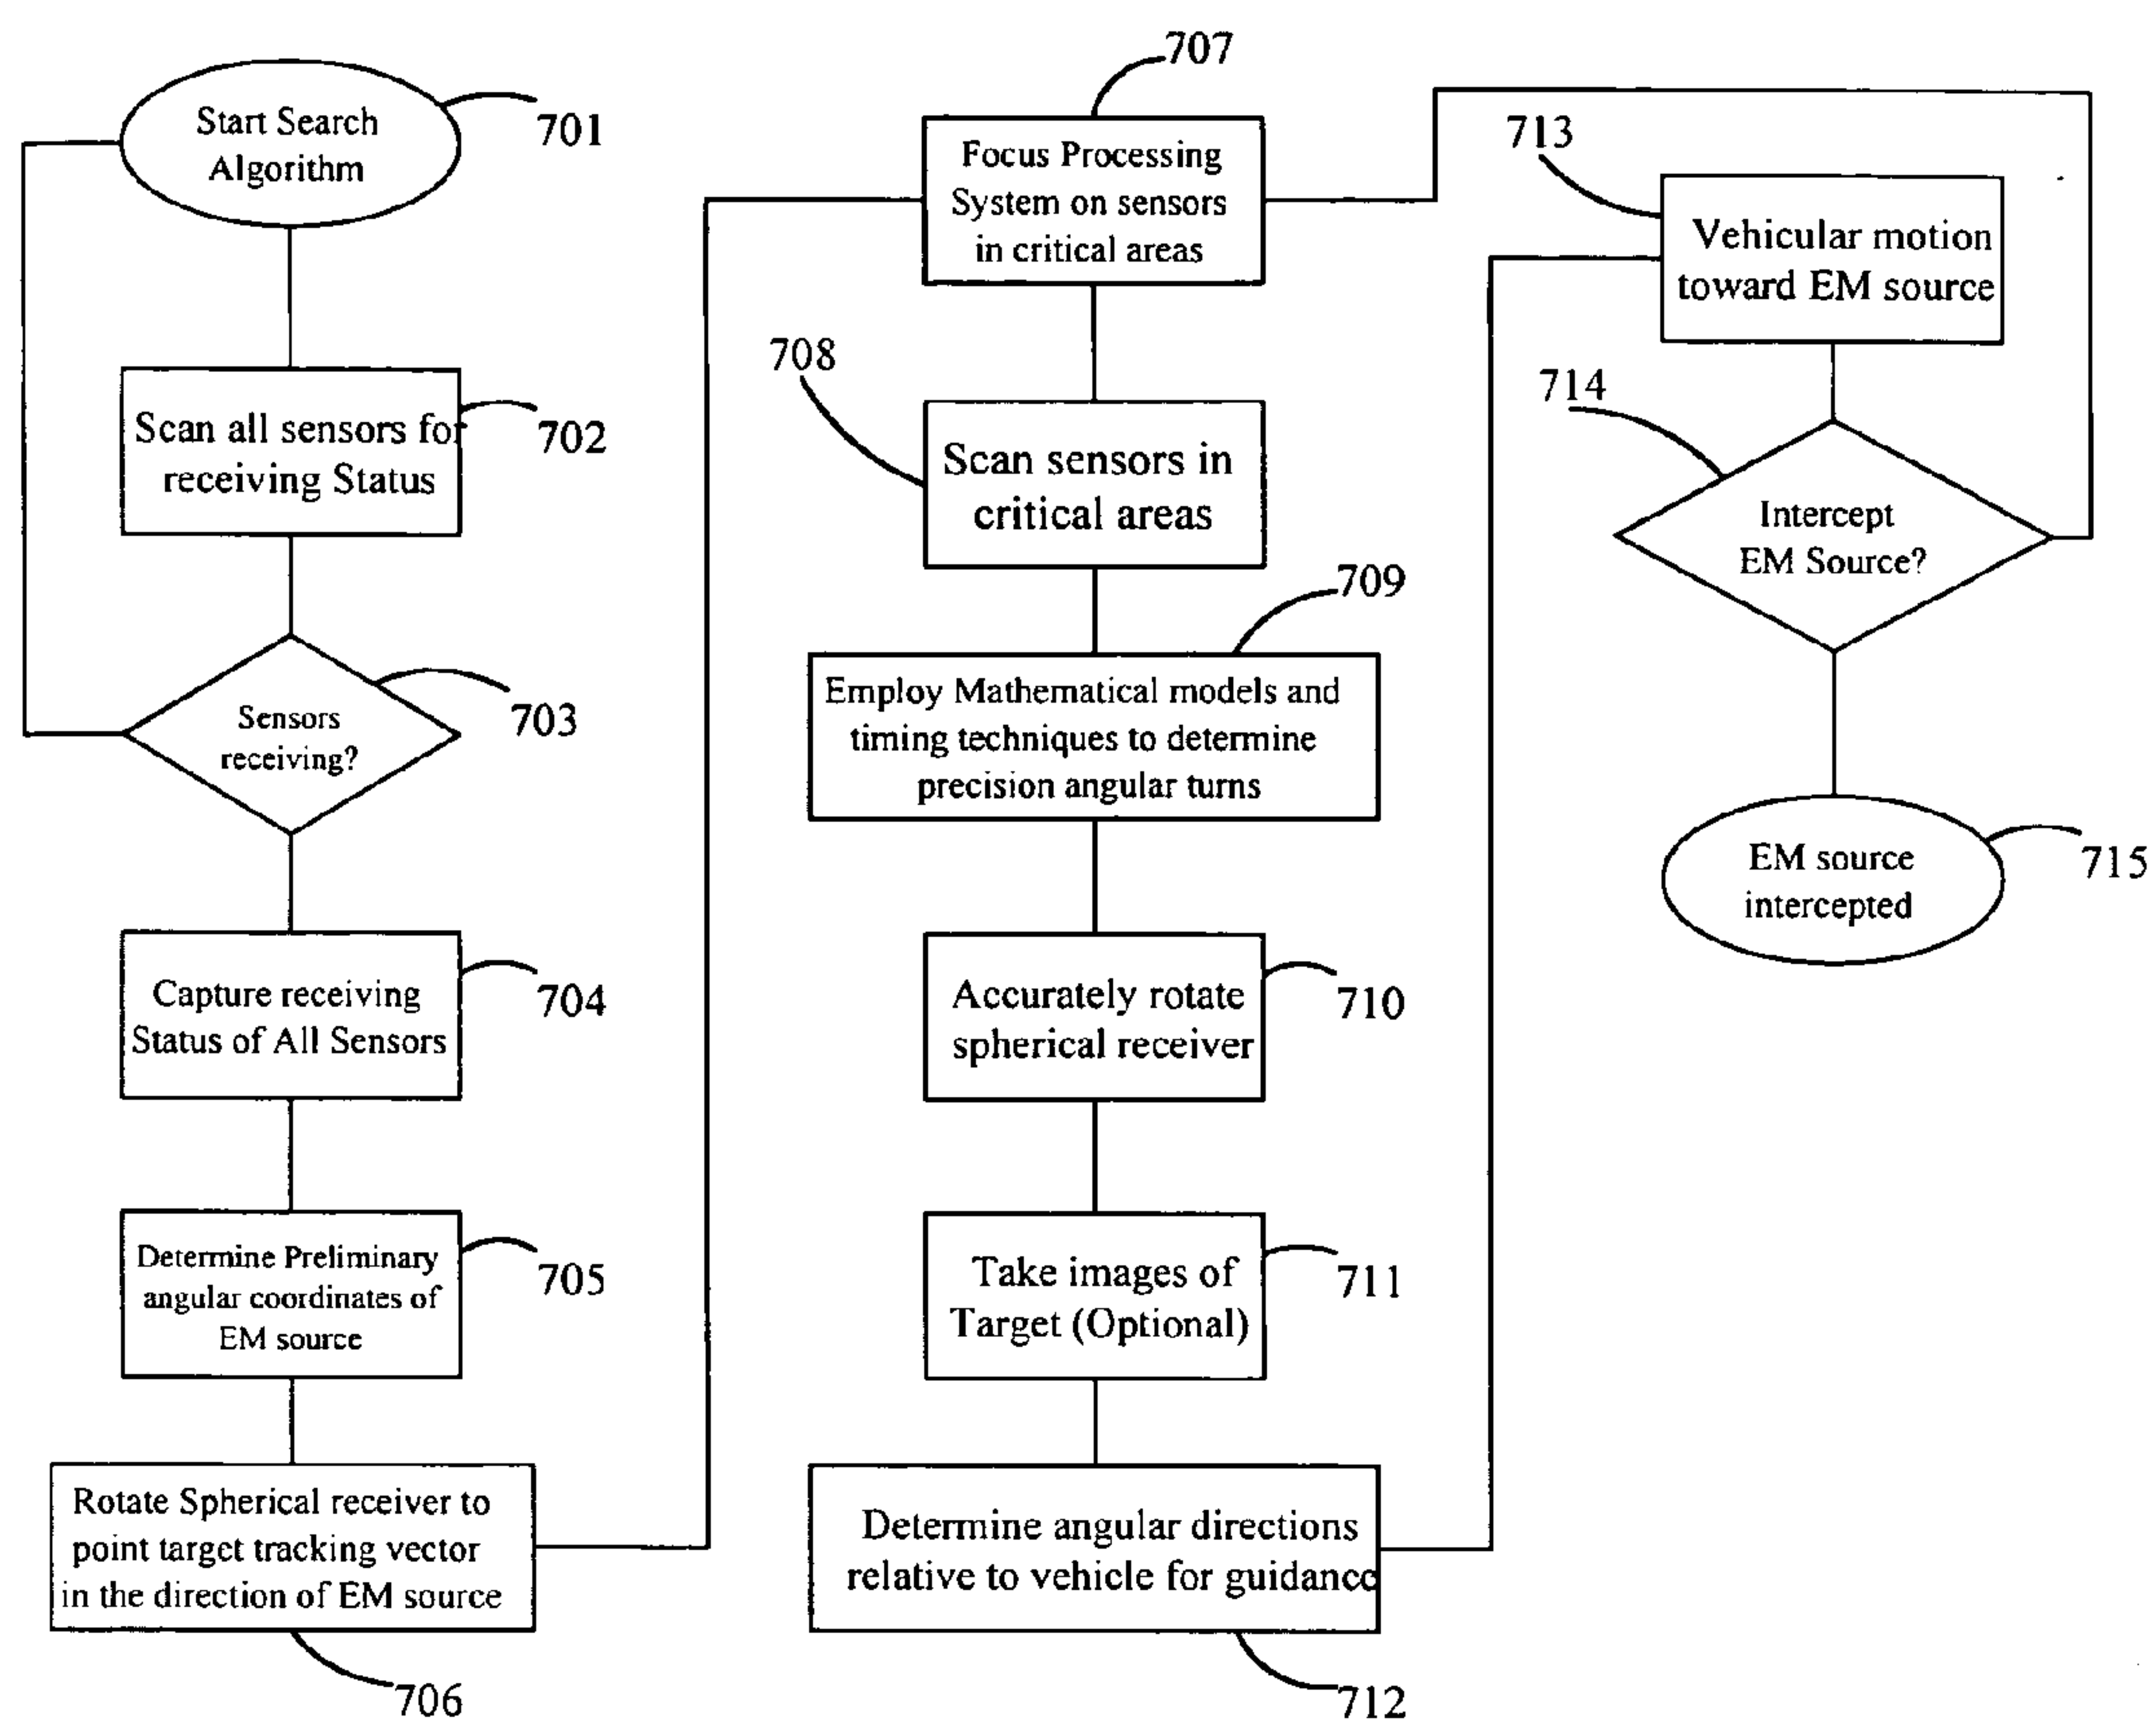 Start Search
Algorithm
701
Scan all sensors for
receiving Status
702
Sensors
receiving?
703
Capture receiving
Status of All Sensors
704
Determine Preliminary
angular coordinates of
EM source
705
Rotate Spherical receiver to
point target tracking vector
in the direction of EM source
706
707
Focus Processing
System on sensors
in critical areas
708
Scan sensors in
critical areas
709
Employ Mathematical models and
timing techniques to determine
precision angular turns
Accurately rotate
spherical receiver
710
Take images of
Target (Optional)
711
Determine angular directions
relative to vehicle for guidance
712
713
Vehicular motion
toward EM source
714
Intercept
EM Source?
EM source
intercepted
715